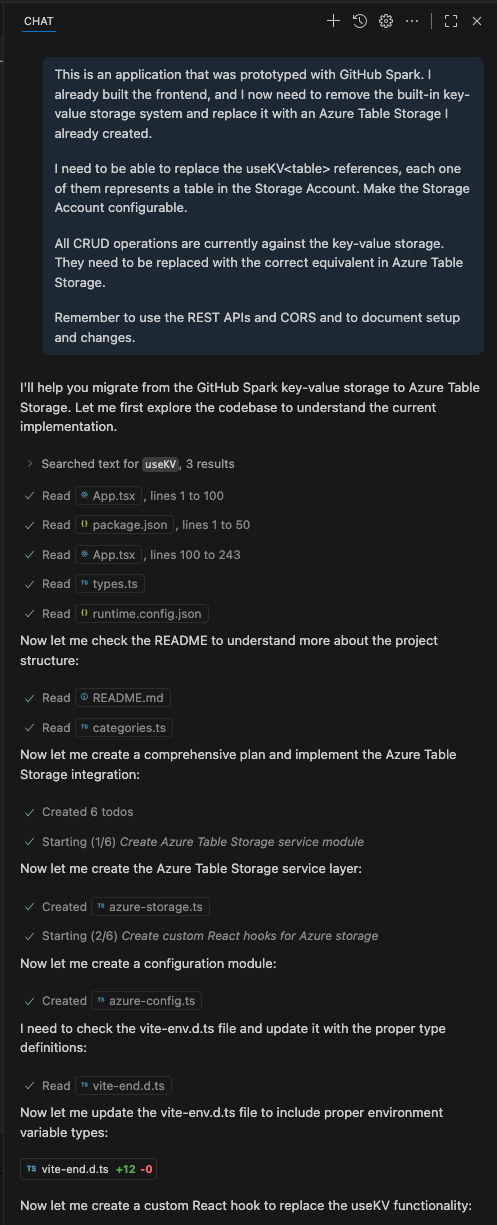 CHAT
This is an application that was prototyped with GitHub Spark. I
already built the frontend, and I now need to remove the built-in key-
value storage system and replace it with an Azure Table Storage I
already created.
I need to be able to replace the useKV<table> references, each one
of them represents a table in the Storage Account. Make the Storage
Account configurable.
All CRUD operations are currently against the key-value storage.
They need to be replaced with the correct equivalent in Azure Table
Storage.
Remember to use the REST APIs and CORS and to document setup
and changes.
I'll help you migrate from the GitHub Spark key-value storage to Azure Table
Storage. Let me first explore the codebase to understand the current
implementation.
Searched text for useKV, 3 results
Read App.tsx, lines 1 to 100
Read {} package.json, lines 1 to 50
Read App.tsx, lines 100 to 243
Read TS types.ts
Read {} runtime.config.json
Now let me check the README to understand more about the project
structure:
Read README.md
Read TS categories.ts
Now let me create a comprehensive plan and implement the Azure Table
Storage integration:
Created 6 todos
Starting (1/6) Create Azure Table Storage service module
Now let me create the Azure Table Storage service layer:
Created TS azure-storage.ts
Starting (2/6) Create custom React hooks for Azure storage
Now let me create a configuration module:
Created TS azure-config.ts
I need to check the vite-env.d.ts file and update it with the proper type
definitions:
Read TS vite-end.d.ts
Now let me update the vite-env.d.ts file to include proper environment
variable types:
TS vite-end.d.ts +12 -0
Now let me create a custom React hook to replace the useKV functionality: